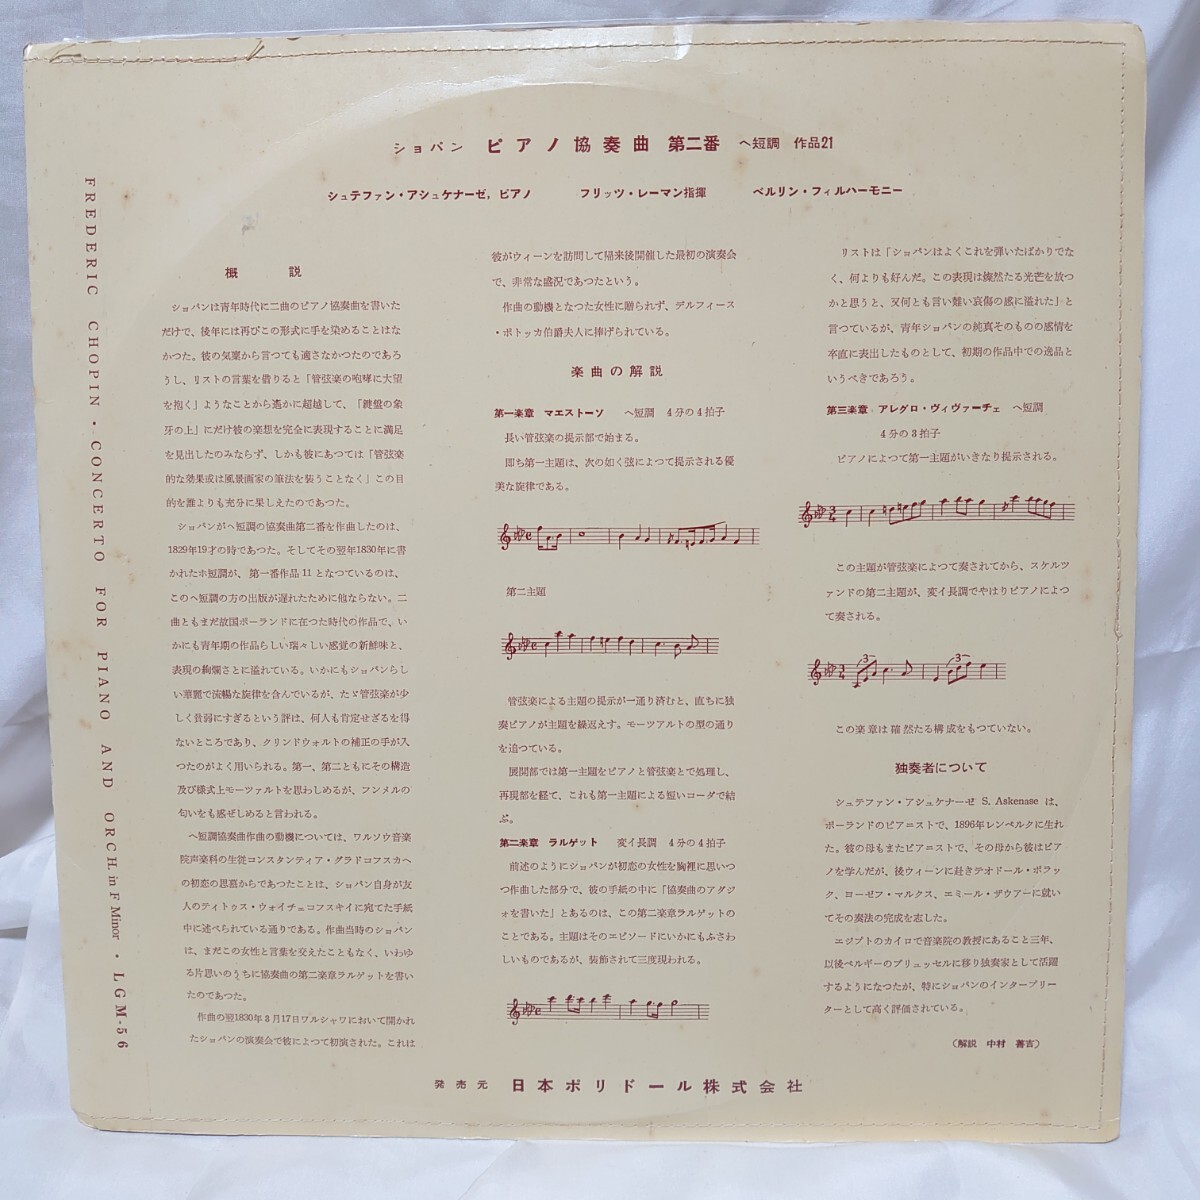 ショパン ピアノ協奏曲 第二番 ヘ短調 作品21
シュテファン・アシュケナーゼ，ピアノ フリッツ・レーマン指揮 ベルリン・フィルハーモニー
FREDERIC CHOPIN・CONCERTO FOR PIANO AND ORCH. in F Minor・LGM-56
概説
ショパンは青年時代に二曲のピアノ協奏曲を書いた
だけで、後年には再びこの形式に手を染めることはな
かつた。彼の気稟から言つても適さなかつたのであろ
うし、リストの言葉を借りると「管弦楽の咆哮に大望
を抱く」ようなことから遙かに超越して、「鍵盤の象
牙の上」にだけ彼の楽想を完全に表現することに満足
を見出したのみならず、しかも彼にあつては「管弦楽
的な効果或は風景画家の筆法を装うことなく」この目
的を誰よりも充分に果しえたのであつた。
ショパンがヘ短調の協奏曲第二番を作曲したのは、
1829年19才の時であつた。そしてその翌年1830年に書
かれたホ短調が、第一番作品11となつているのは、
このヘ短調の方の出版が遅れたために他ならない。二
曲ともまだ故国ポーランドに在つた時代の作品で、い
かにも青年期の作品らしい瑞々しい感覚の新鮮味と、
表現の絢爛さに溢れている。いかにもショパンらし
い華麗で流暢な旋律を含んでいるが、たゞ管弦楽が少
しく貧弱にすぎるという評は、何人も肯定せざるを得
ないところであり、クリンドウォルトの補正の手が入
つたのがよく用いられる。第一、第二ともにその構造
及び様式上モーツァルトを思わしめるが、フンメルの
匂いをも感ぜしめると言われる。
ヘ短調協奏曲作曲の動機については、ワルソウ音楽
院声楽科の生徒コンスタンティア・グラドコフスカへ
の初恋の思慕からであつたことは、ショパン自身が友
人のティトゥス・ウォイチェコフスキイに宛てた手紙
中に述べられている通りである。作曲当時のショパン
は、まだこの女性と言葉を交えたこともなく、いわゆ
る片思いのうちに協奏曲の第二楽章ラルゲットを書い
たのであつた。
作曲の翌1830年3月17日ワルシャワにおいて開かれ
たショパンの演奏会で彼によつて初演された。これは
彼がウィーンを訪問して帰来後開催した最初の演奏会
で、非常な盛況であつたという。
作曲の動機となつた女性に贈られず、デルフィース
・ポトッカ伯爵夫人に捧げられている。
楽曲の解説
第一楽章 マエストーソ ヘ短調 4分の4拍子
長い管弦楽の提示部で始まる。
即ち第一主題は、次の如く弦によつて提示される優
美な旋律である。
第二主題
管弦楽による主題の提示が一通り済むと、直ちに独
奏ピアノが主題を繰返えす。モーツアルトの型の通り
を追つている。
展開部では第一主題をピアノと管弦楽とで処理し、
再現部を経て、これも第一主題による短いコーダで結
ぶ。
第二楽章 ラルゲット 変イ長調 4分の4拍子
前述のようにショパンが初恋の女性を胸裡に思いつ
つ作曲した部分で、彼の手紙の中に「協奏曲のアダジ
ォを書いた」とあるのは、この第二楽章ラルゲットの
ことである。主題はそのエピソードにいかにもふさわ
しいものであるが、装飾されて三度現われる。
リストは「ショパンはよくこれを弾いたばかりでな
く、何よりも好んだ。この表現は燦然たる光芒を放つ
かと思うと、又何とも言い難い哀傷の感に溢れた」と
言つているが、青年ショパンの純真そのものの感情を
卒直に表出したものとして、初期の作品中での逸品と
いうべきであろう。
第三楽章 アレグロ・ヴィヴァーチェ ヘ短調
4分の3拍子
ピアノによつて第一主題がいきなり提示される。
この主題が管弦楽によつて奏されてから、スケルツ
ァンドの第二主題が、変イ長調でやはりピアノによつ
て奏される。
この楽章は確然たる構成をもつていない。
独奏者について
シュテファン・アシュケナーゼ S. Askenase は、
ポーランドのピアニストで、1896年レンベルクに生れ
た。彼の母もまたピアニストで、その母から彼はピア
ノを学んだが、後ウィーンに赴きテオドール・ポラッ
ク、ヨーゼフ・マルクス、エミール・ザウアーに就い
てその奏法の完成を志した。
エジプトのカイロで音楽院の教授にあること三年、
以後ベルギーのブリュッセルに移り独奏家として活躍
するようになつたが、特にショパンのインタープリー
ターとして高く評価されている。
（解説 中村 善吉）
発売元 日本ポリドール株式会社